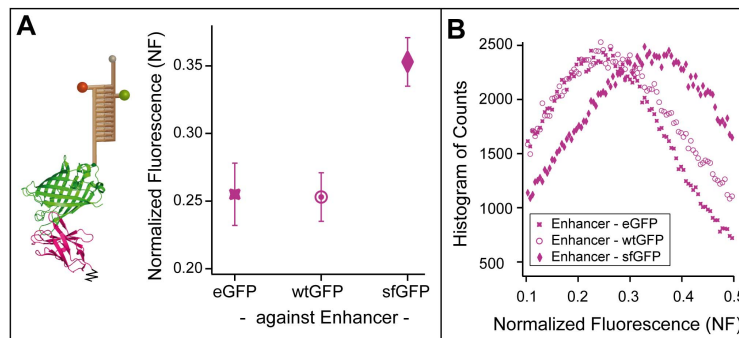 A
Normalized Fluorescence (NF)
0.35
0.30
0.25
0.20
eGFP wtGFP sfGFP
- against Enhancer -
B
Histogram of Counts
2500
2000
1500
1000
500
Enhancer - eGFP
Enhancer - wtGFP
Enhancer - sfGFP
0.1 0.2 0.3 0.4 0.5
Normalized Fluorescence (NF)